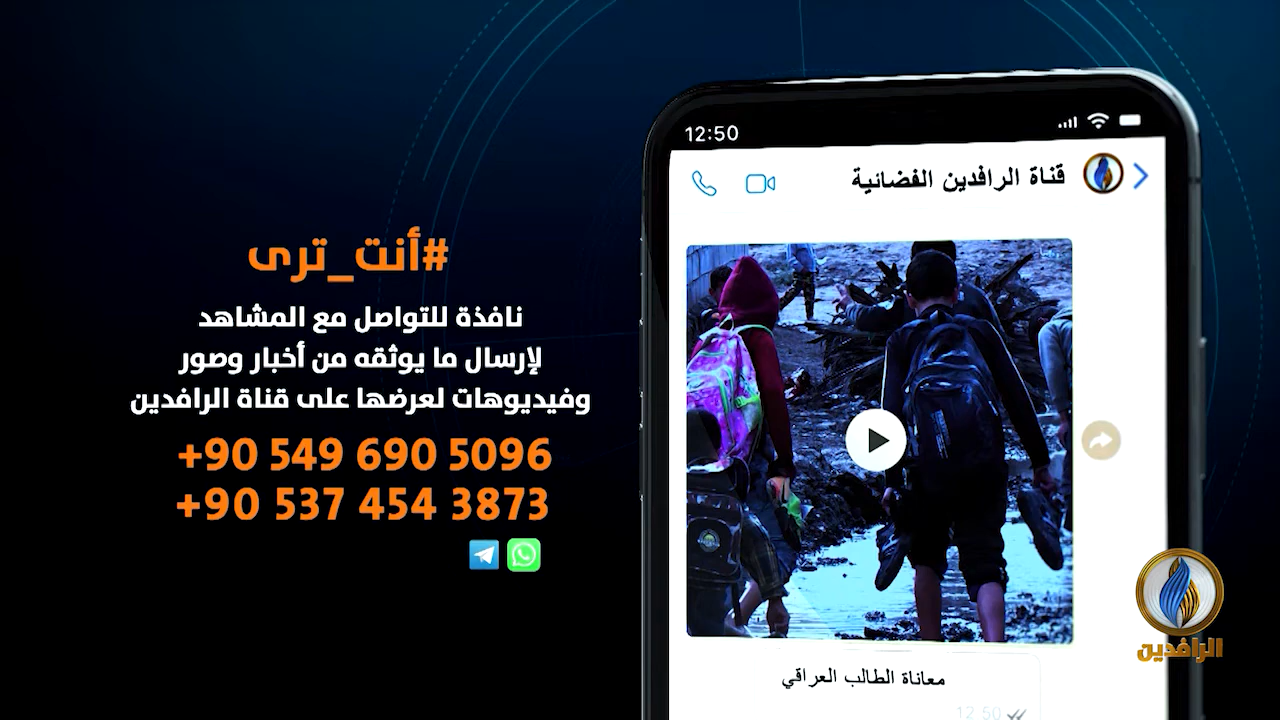 #أنت_ترى
نافذة للتواصل مع المشاهد
لإرسال ما يوثقه من أخبار وصور
وفيديوهات لعرضها على قناة الرافدين
+90 549 690 5096
+90 537 454 3873
12:50
قناة الرافدين الفضائية
معاناة الطالب العراقي
12:50
الرافدين